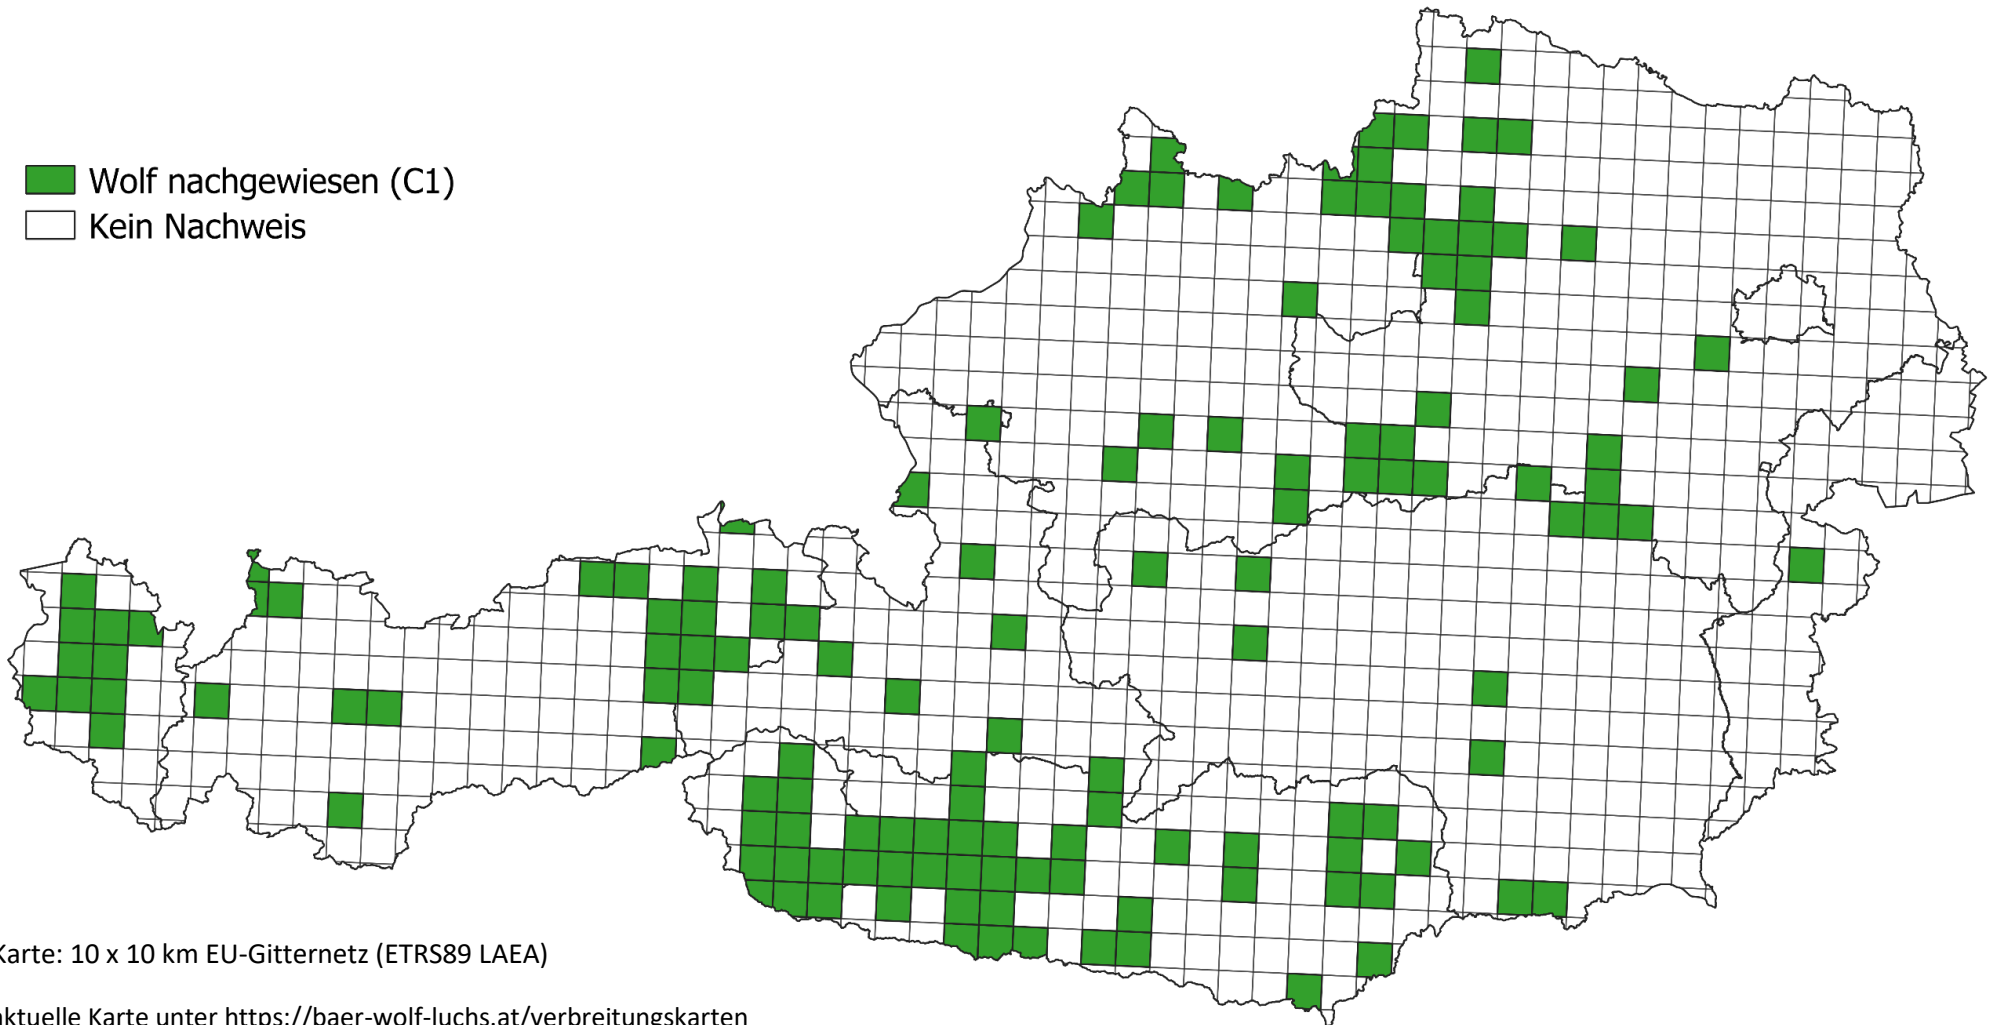 Wolf nachgewiesen (C1)
Kein Nachweis
Karte: 10 x 10 km EU-Gitternetz (ETRS89 LAEA)
aktuelle Karte unter https://baer-wolf-luchs.at/verbreitungskarten